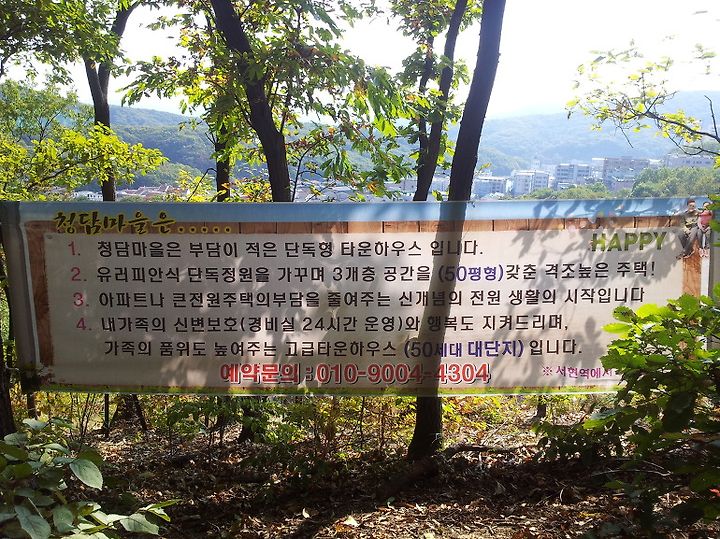 청담마을은.....
HAPPY
1. 청담마을은 부담이 적은 단독형 타운하우스 입니다.
2. 유러피안식 단독정원을 가꾸며 3개층 공간을 (50평형)갖춘 격조높은 주택!
3. 아파트나 큰전원주택의부담을 줄여주는 신개념의 전원 생활의 시작입니다
4. 내가족의 신변보호(경비실 24시간 운영)와 행복도 지켜드리며,
가족의 품위도 높여주는 고급타운하우스 (50세대 대단지) 입니다.
예약문의 : 010-9004-4304
※ 서현역에서